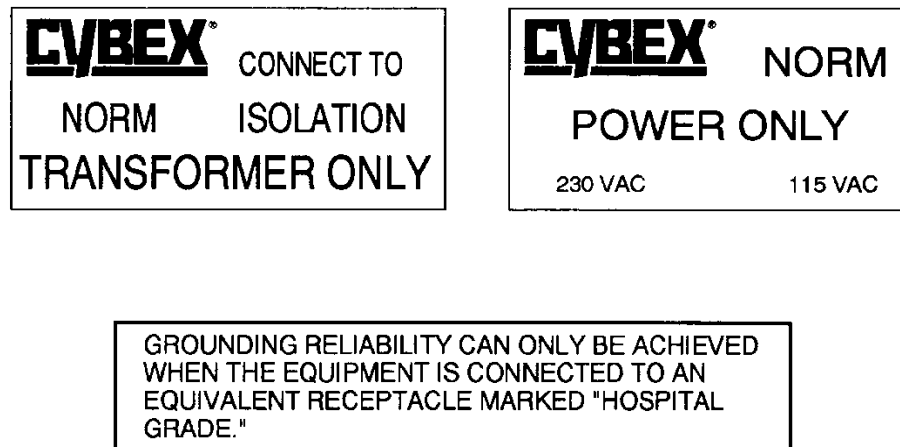 CYBEX® CONNECT TO
NORM ISOLATION
TRANSFORMER ONLY
CYBEX® NORM
POWER ONLY
230 VAC 115 VAC
GROUNDING RELIABILITY CAN ONLY BE ACHIEVED
WHEN THE EQUIPMENT IS CONNECTED TO AN
EQUIVALENT RECEPTACLE MARKED "HOSPITAL
GRADE."